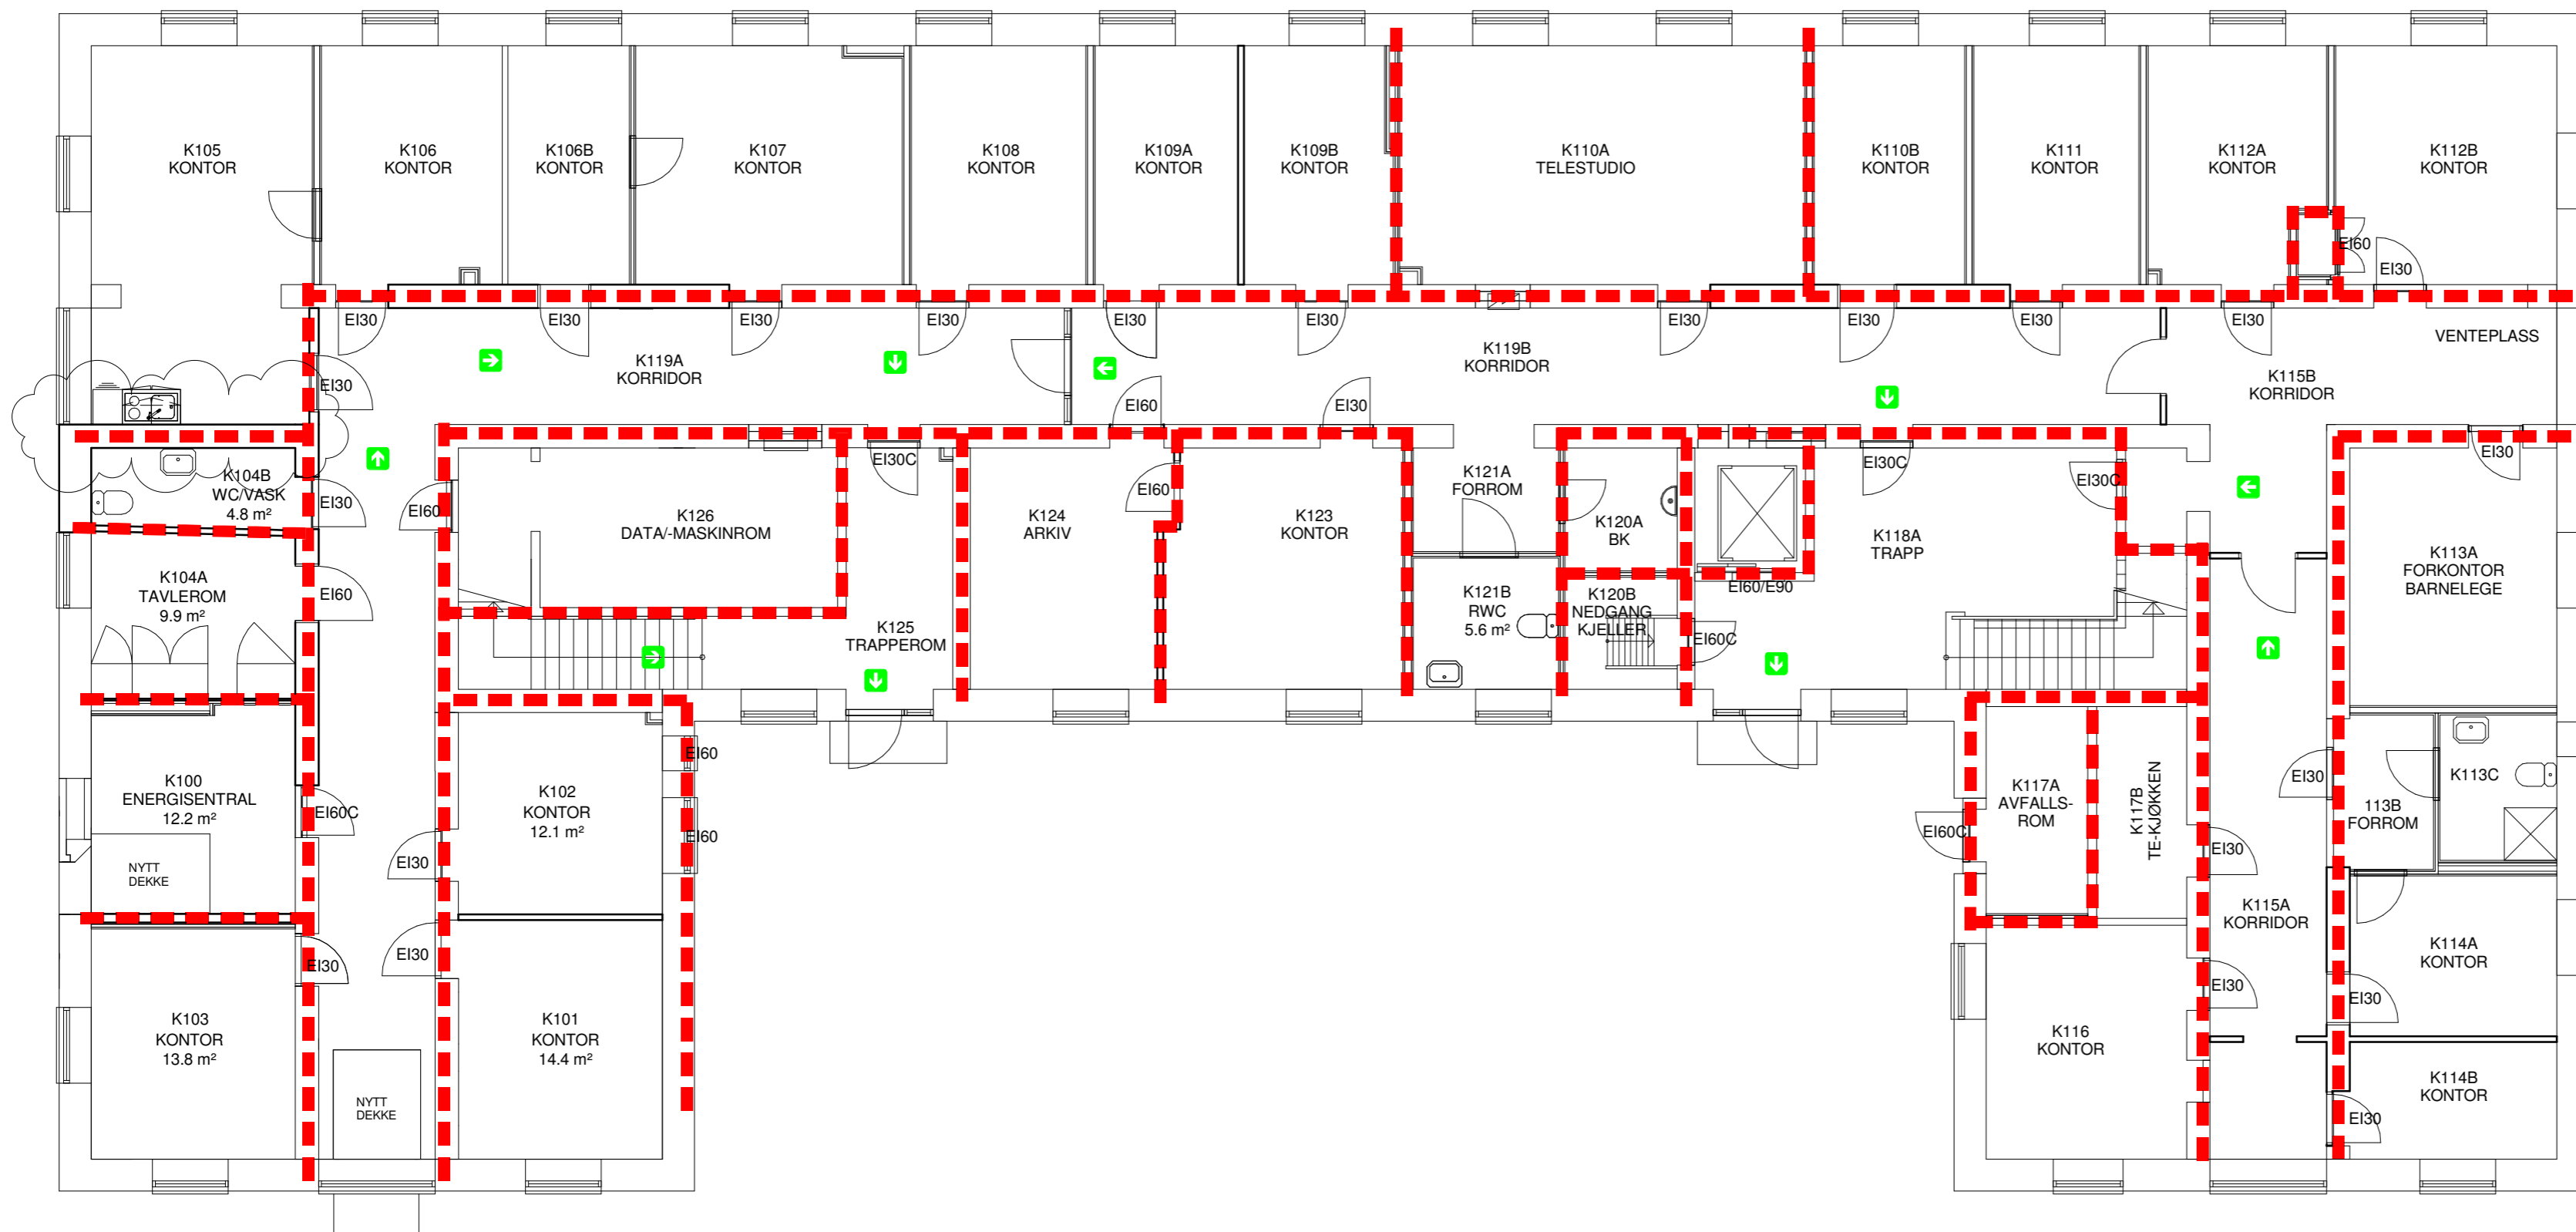 K105
KONTOR
K106
KONTOR
K106B
KONTOR
K107
KONTOR
K108
KONTOR
K109A
KONTOR
K109B
KONTOR
K110A
TELESTUDIO
K110B
KONTOR
K111
KONTOR
K112A
KONTOR
K112B
KONTOR
EI60
EI30
EI30
EI30
EI30
EI30
EI30
EI30
EI30
EI30
EI30
EI30
VENTEPLASS
K119A
KORRIDOR
K119B
KORRIDOR
K115B
KORRIDOR
EI30
EI60
EI30
EI30
K104B
WC/VASK
4.8 m²
EI30
EI60
K126
DATA/-MASKINROM
EI30C
K124
ARKIV
EI60
K123
KONTOR
K121A
FORROM
K120A
BK
EI30C
EI30C
K118A
TRAPP
K113A
FORKONTOR
BARNELEGE
K104A
TAVLEROM
9.9 m²
EI60
K125
TRAPPEROM
K121B
RWC
5.6 m²
K120B
NEDGANG
KJELLER
EI60/E90
EI60C
K100
ENERGISENTRAL
12.2 m²
NYTT
DEKKE
EI60C
K102
KONTOR
12.1 m²
EI60
EI60
EI30
K117A
AVFALLS-
ROM
EI60C
K117B
TE-KJØKKEN
EI30
EI30
113B
FORROM
K113C
K103
KONTOR
13.8 m²
EI30
EI30
K101
KONTOR
14.4 m²
NYTT
DEKKE
K115A
KORRIDOR
K114A
KONTOR
EI30
EI30
K116
KONTOR
K114B
KONTOR
EI30